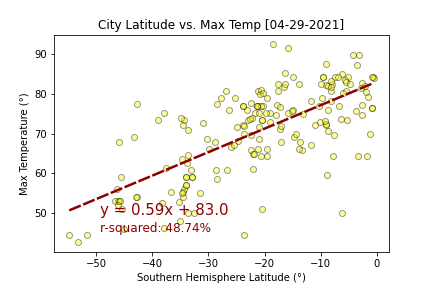 City Latitude vs. Max Temp [04-29-2021]
Max Temperature (°)
90
80
70
60
50
y = 0.59x + 83.0
r-squared: 48.74%
−50 −40 −30 −20 −10 0
Southern Hemisphere Latitude (°)